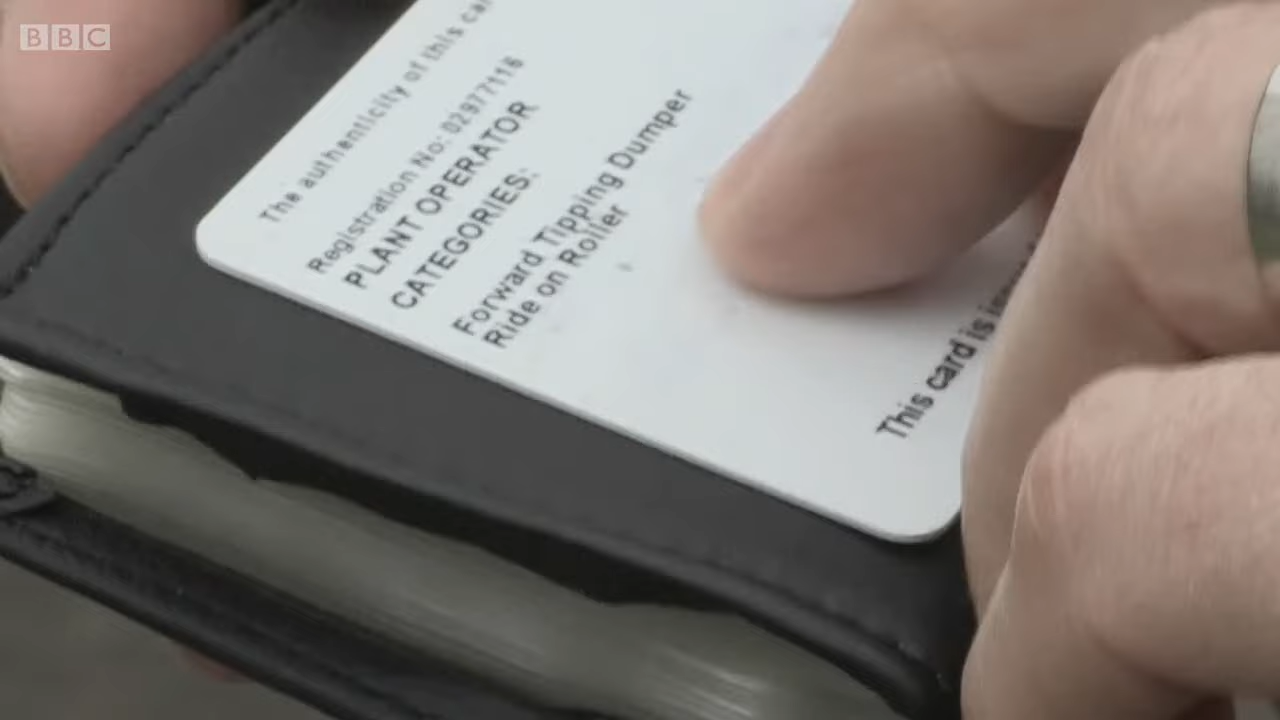 BBC
The authenticity of this
Registration No: 02977116
PLANT OPERATOR
CATEGORIES:
Forward Tipping Dumper
Ride on Roller
This card is